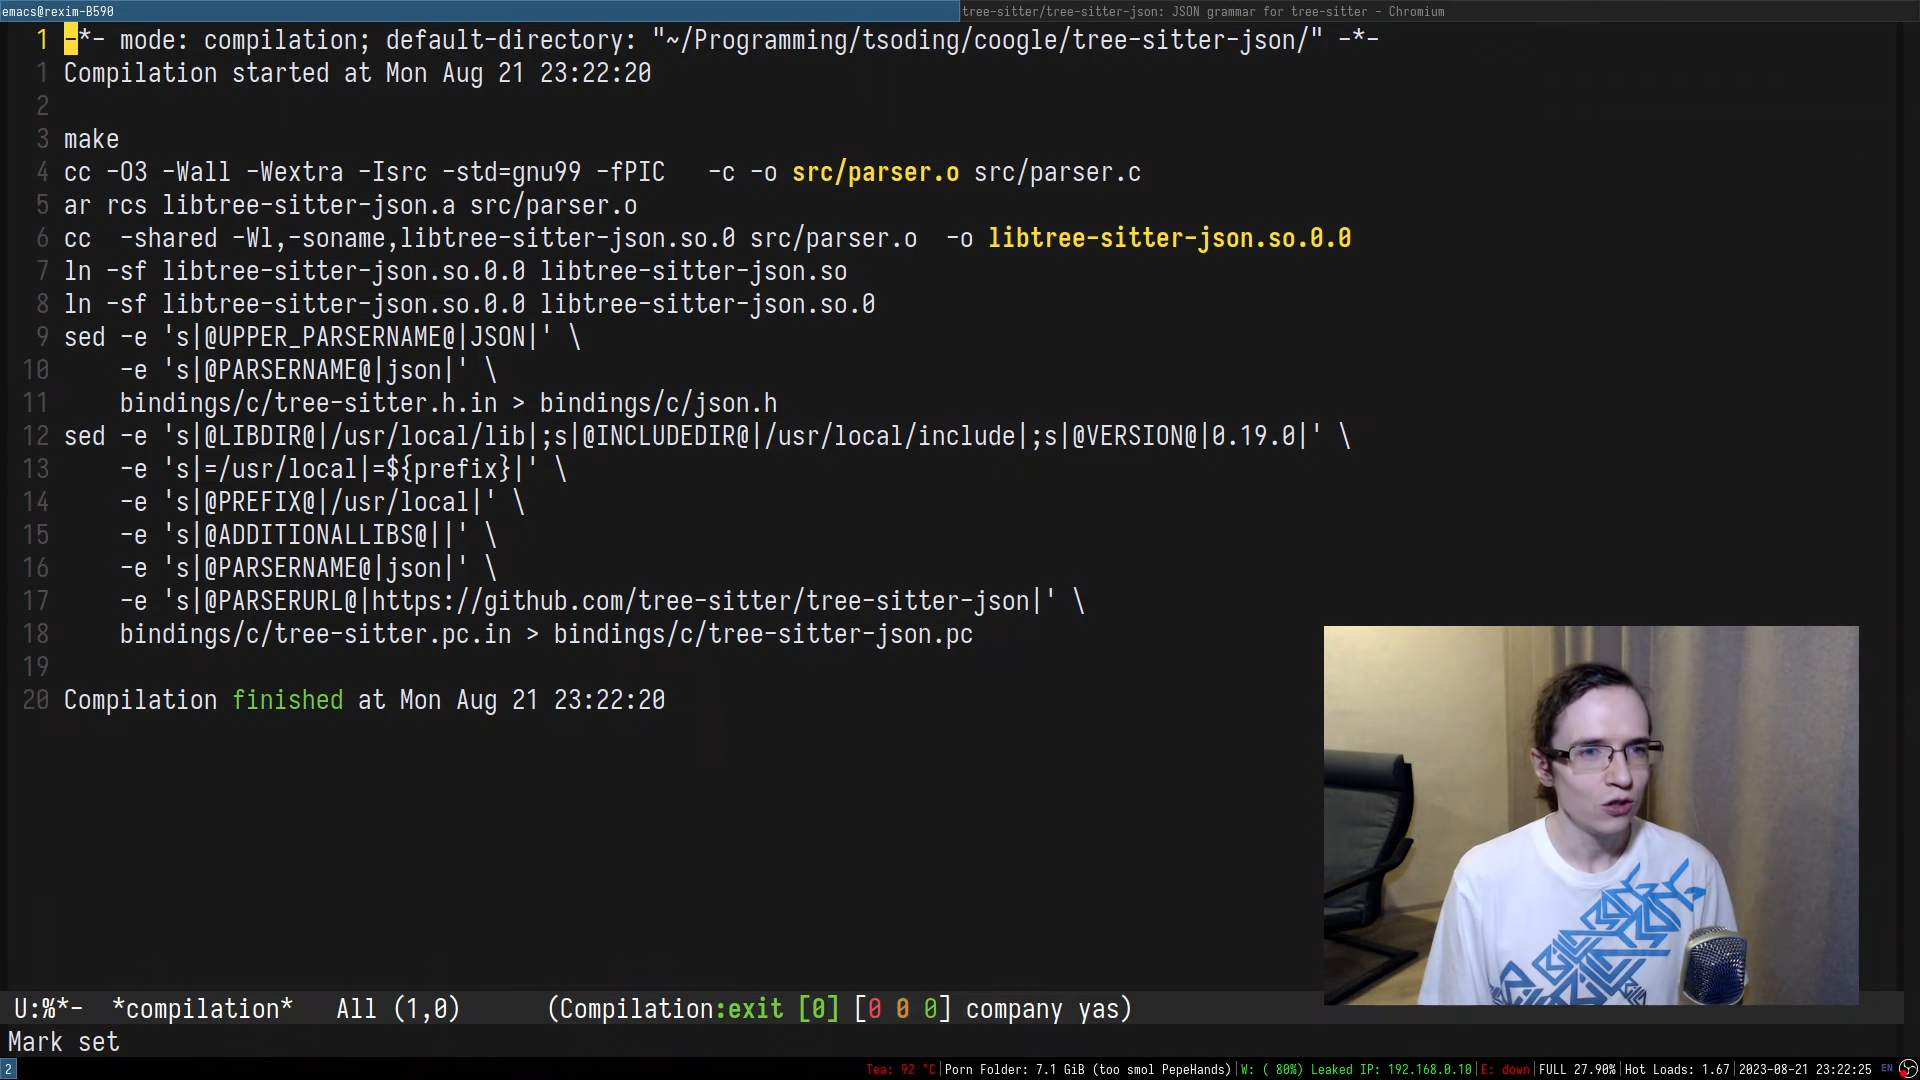 emacs@rexim-B590
tree-sitter/tree-sitter-json: JSON grammar for tree-sitter - Chromium
1 -*- mode: compilation; default-directory: "~/Programming/tsoding/coogle/tree-sitter-json/" -*-
1 Compilation started at Mon Aug 21 23:22:20
2
3 make
4 cc -O3 -Wall -Wextra -Isrc -std=gnu99 -fPIC   -c -o src/parser.o src/parser.c
5 ar rcs libtree-sitter-json.a src/parser.o
6 cc  -shared -Wl,-soname,libtree-sitter-json.so.0 src/parser.o  -o libtree-sitter-json.so.0.0
7 ln -sf libtree-sitter-json.so.0.0 libtree-sitter-json.so
8 ln -sf libtree-sitter-json.so.0.0 libtree-sitter-json.so.0
9 sed -e 's|@UPPER_PARSERNAME@|JSON|' \
10     -e 's|@PARSERNAME@|json|' \
11     bindings/c/tree-sitter.h.in > bindings/c/json.h
12 sed -e 's|@LIBDIR@|/usr/local/lib|;s|@INCLUDEDIR@|/usr/local/include|;s|@VERSION@|0.19.0|' \
13     -e 's|=/usr/local|=${prefix}|' \
14     -e 's|@PREFIX@|/usr/local|' \
15     -e 's|@ADDITIONALLIBS@||' \
16     -e 's|@PARSERNAME@|json|' \
17     -e 's|@PARSERURL@|https://github.com/tree-sitter/tree-sitter-json|' \
18     bindings/c/tree-sitter.pc.in > bindings/c/tree-sitter-json.pc
19
20 Compilation finished at Mon Aug 21 23:22:20
U:%*-  *compilation*   All (1,0)      (Compilation:exit [0] [0 0 0] company yas)
Mark set
2 Tea: 92 °C|Porn Folder: 7.1 GiB (too smol PepeHands)|W: ( 80%) Leaked IP: 192.168.0.10|E: down|FULL 27.90%|Hot Loads: 1.67|2023-08-21 23:22:25 EN